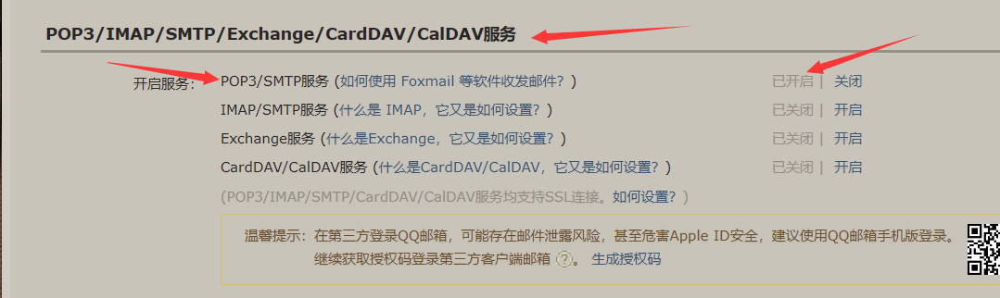 POP3/IMAP/SMTP/Exchange/CardDAV/CalDAV服务
开启服务： POP3/SMTP服务 (如何使用 Foxmail 等软件收发邮件？) 已开启 | 关闭
IMAP/SMTP服务 (什么是 IMAP，它又是如何设置？) 已关闭 | 开启
Exchange服务 (什么是Exchange，它又是如何设置？) 已关闭 | 开启
CardDAV/CalDAV服务 (什么是CardDAV/CalDAV，它又是如何设置？) 已关闭 | 开启
(POP3/IMAP/SMTP/CardDAV/CalDAV服务均支持SSL连接。如何设置？)
温馨提示：在第三方登录QQ邮箱，可能存在邮件泄露风险，甚至危害Apple ID安全，建议使用QQ邮箱手机版登录。
继续获取授权码登录第三方客户端邮箱 ? 。 生成授权码